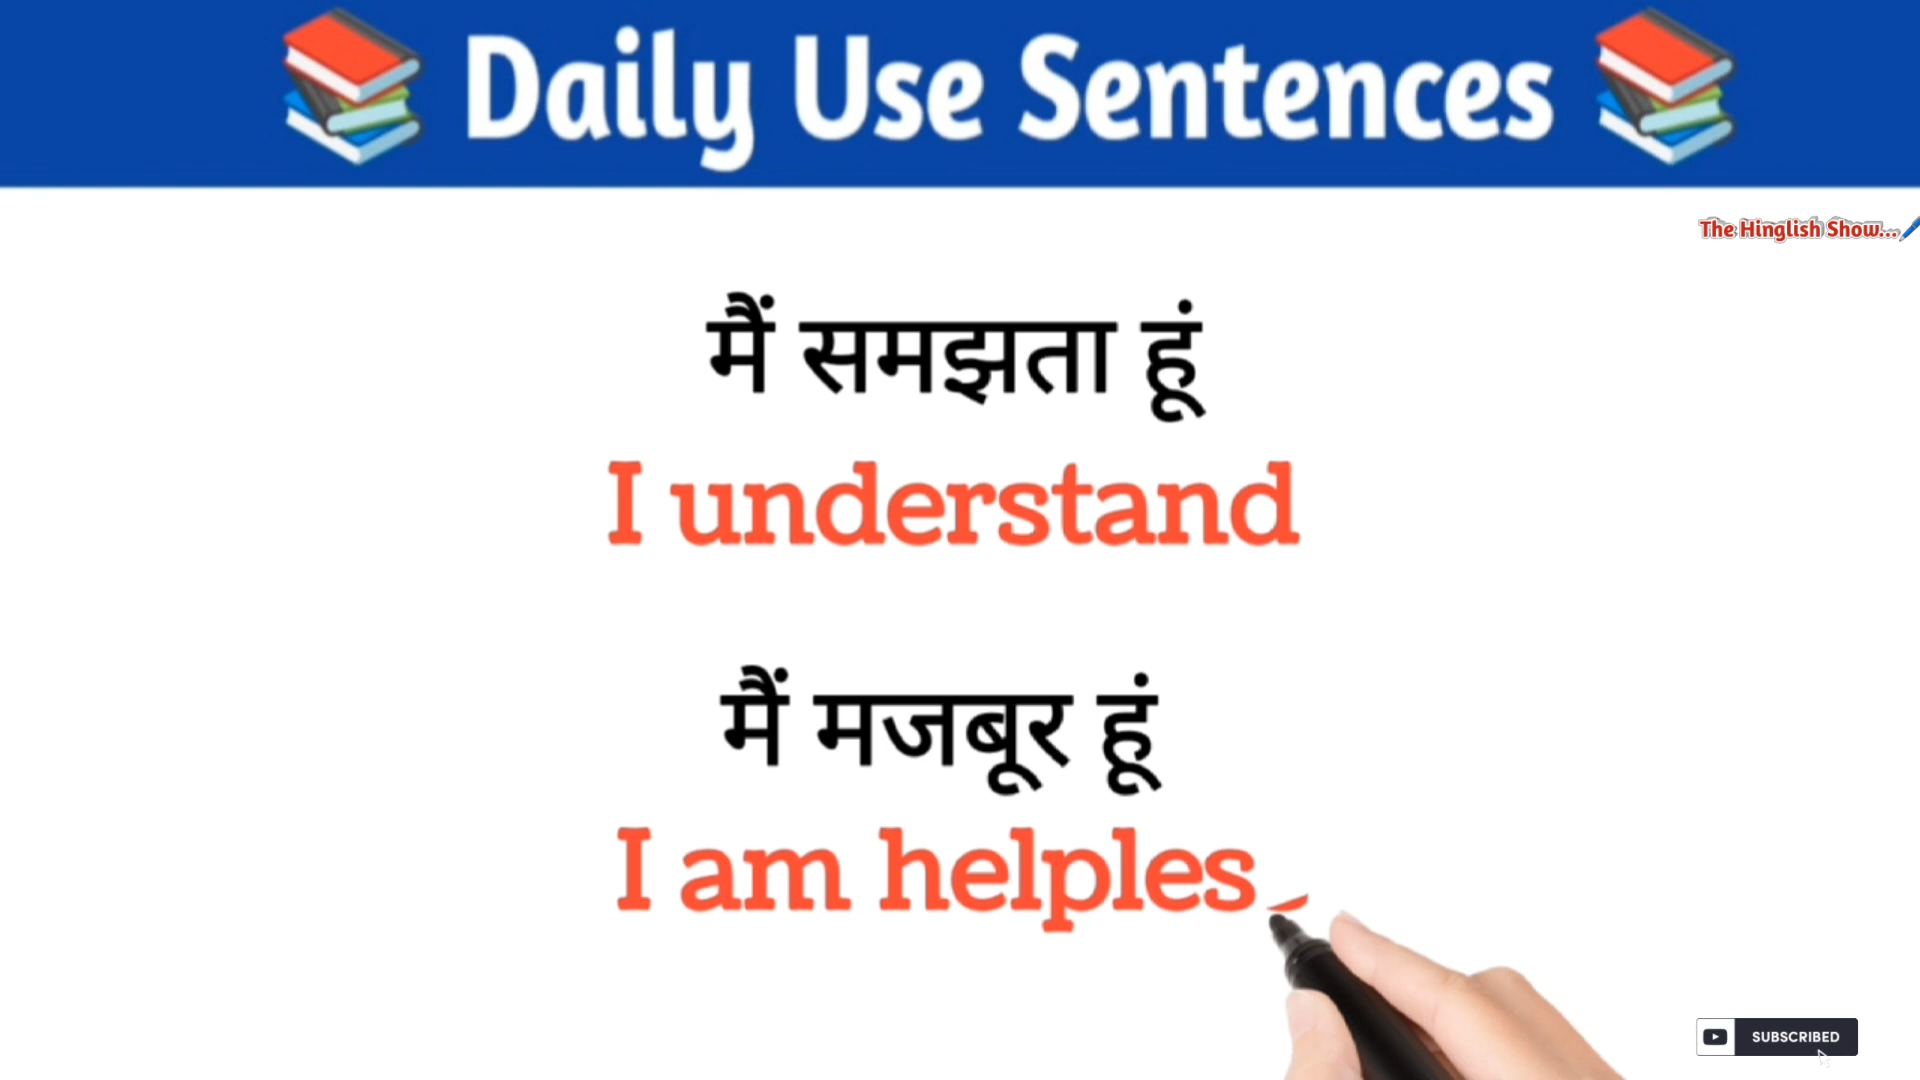 Daily Use Sentences
The Hinglish Show...
मैं समझता हूं
I understand
मैं मजबूर हूं
I am helples
SUBSCRIBED